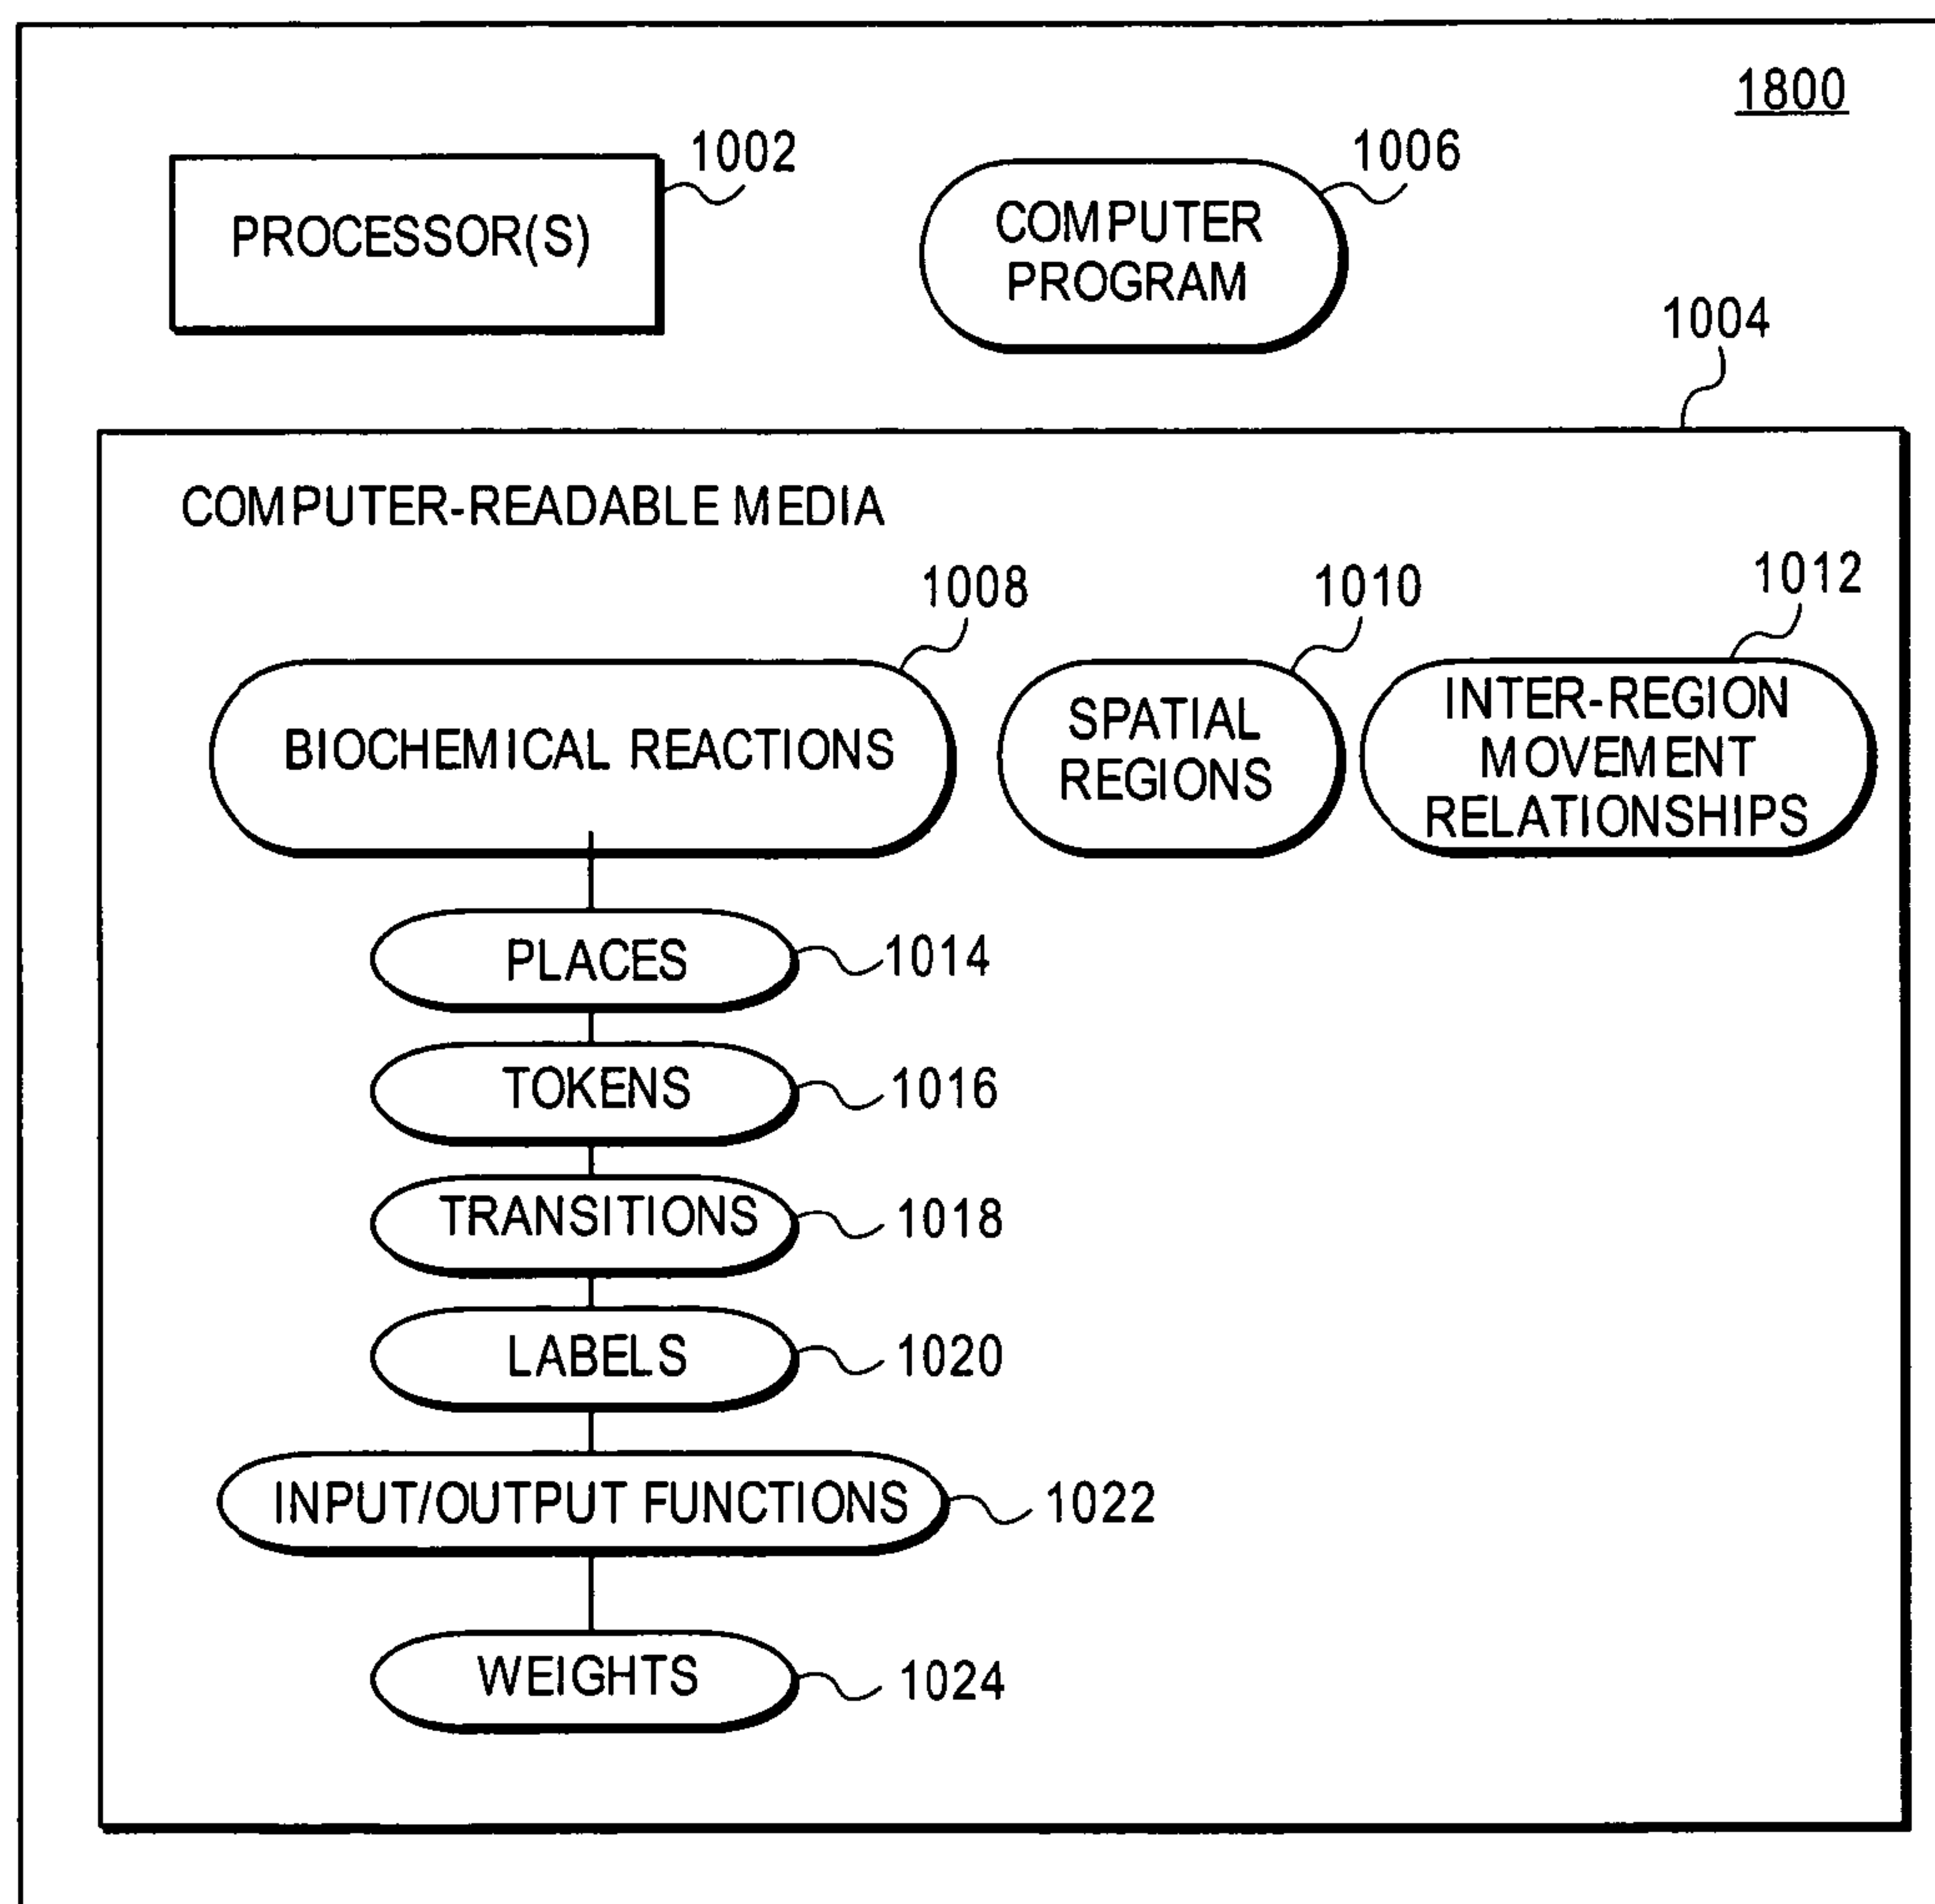 1800
1002
1006
PROCESSOR(S)
COMPUTER
PROGRAM
1004
COMPUTER-READABLE MEDIA
1008
1010
1012
BIOCHEMICAL REACTIONS
SPATIAL
REGIONS
INTER-REGION
MOVEMENT
RELATIONSHIPS
PLACES
1014
TOKENS
1016
TRANSITIONS
1018
LABELS
1020
INPUT/OUTPUT FUNCTIONS
1022
WEIGHTS
1024